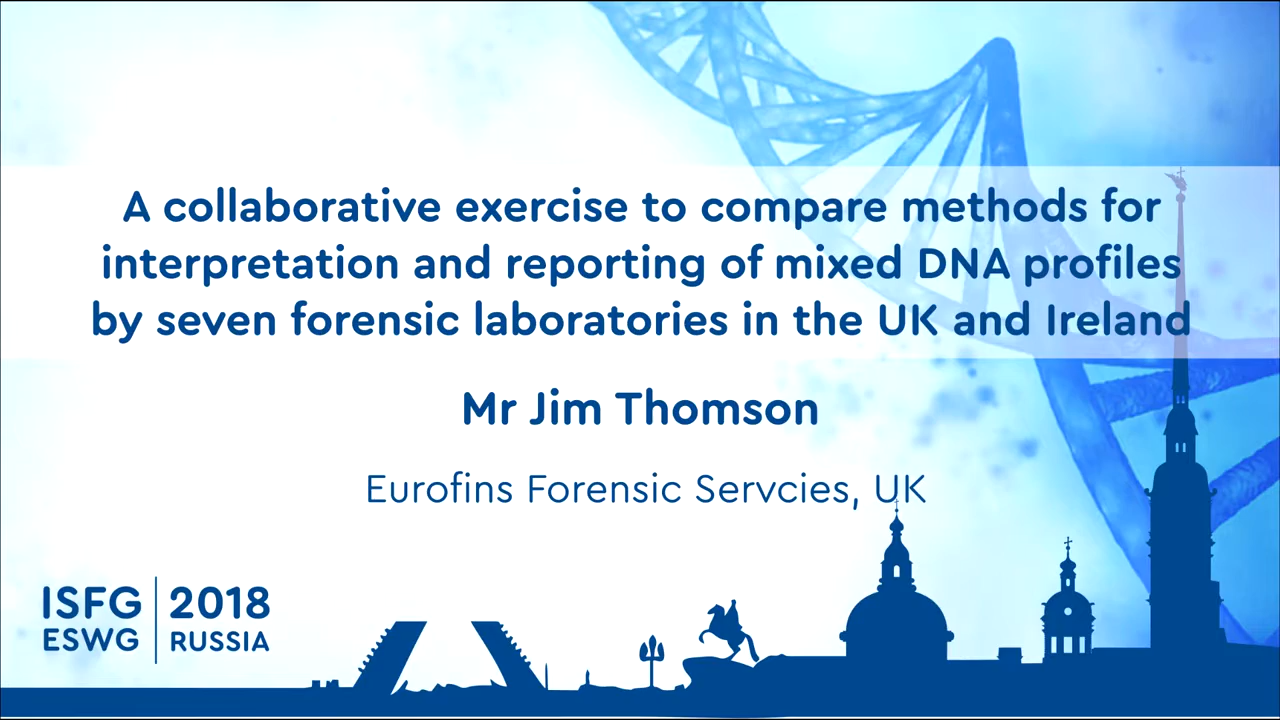 A collaborative exercise to compare methods for
interpretation and reporting of mixed DNA profiles
by seven forensic laboratories in the UK and Ireland
Mr Jim Thomson
Eurofins Forensic Servcies, UK
ISFG 2018
ESWG RUSSIA